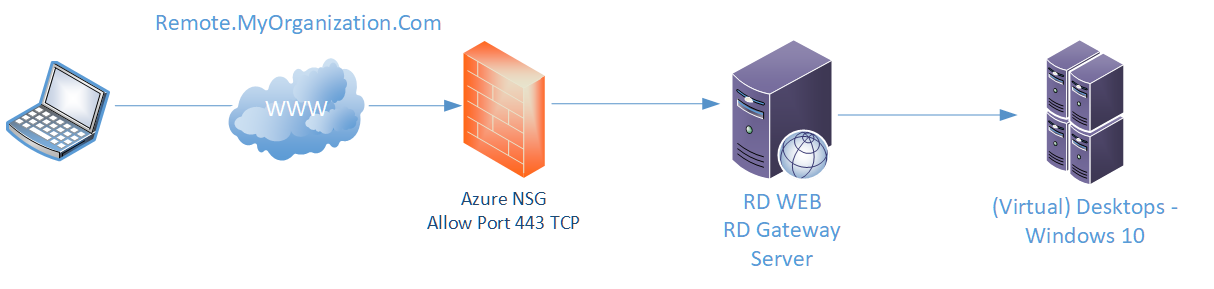 Remote.MyOrganization.Com
WWW
Azure NSG
Allow Port 443 TCP
RD WEB
RD Gateway
Server
(Virtual) Desktops -
Windows 10